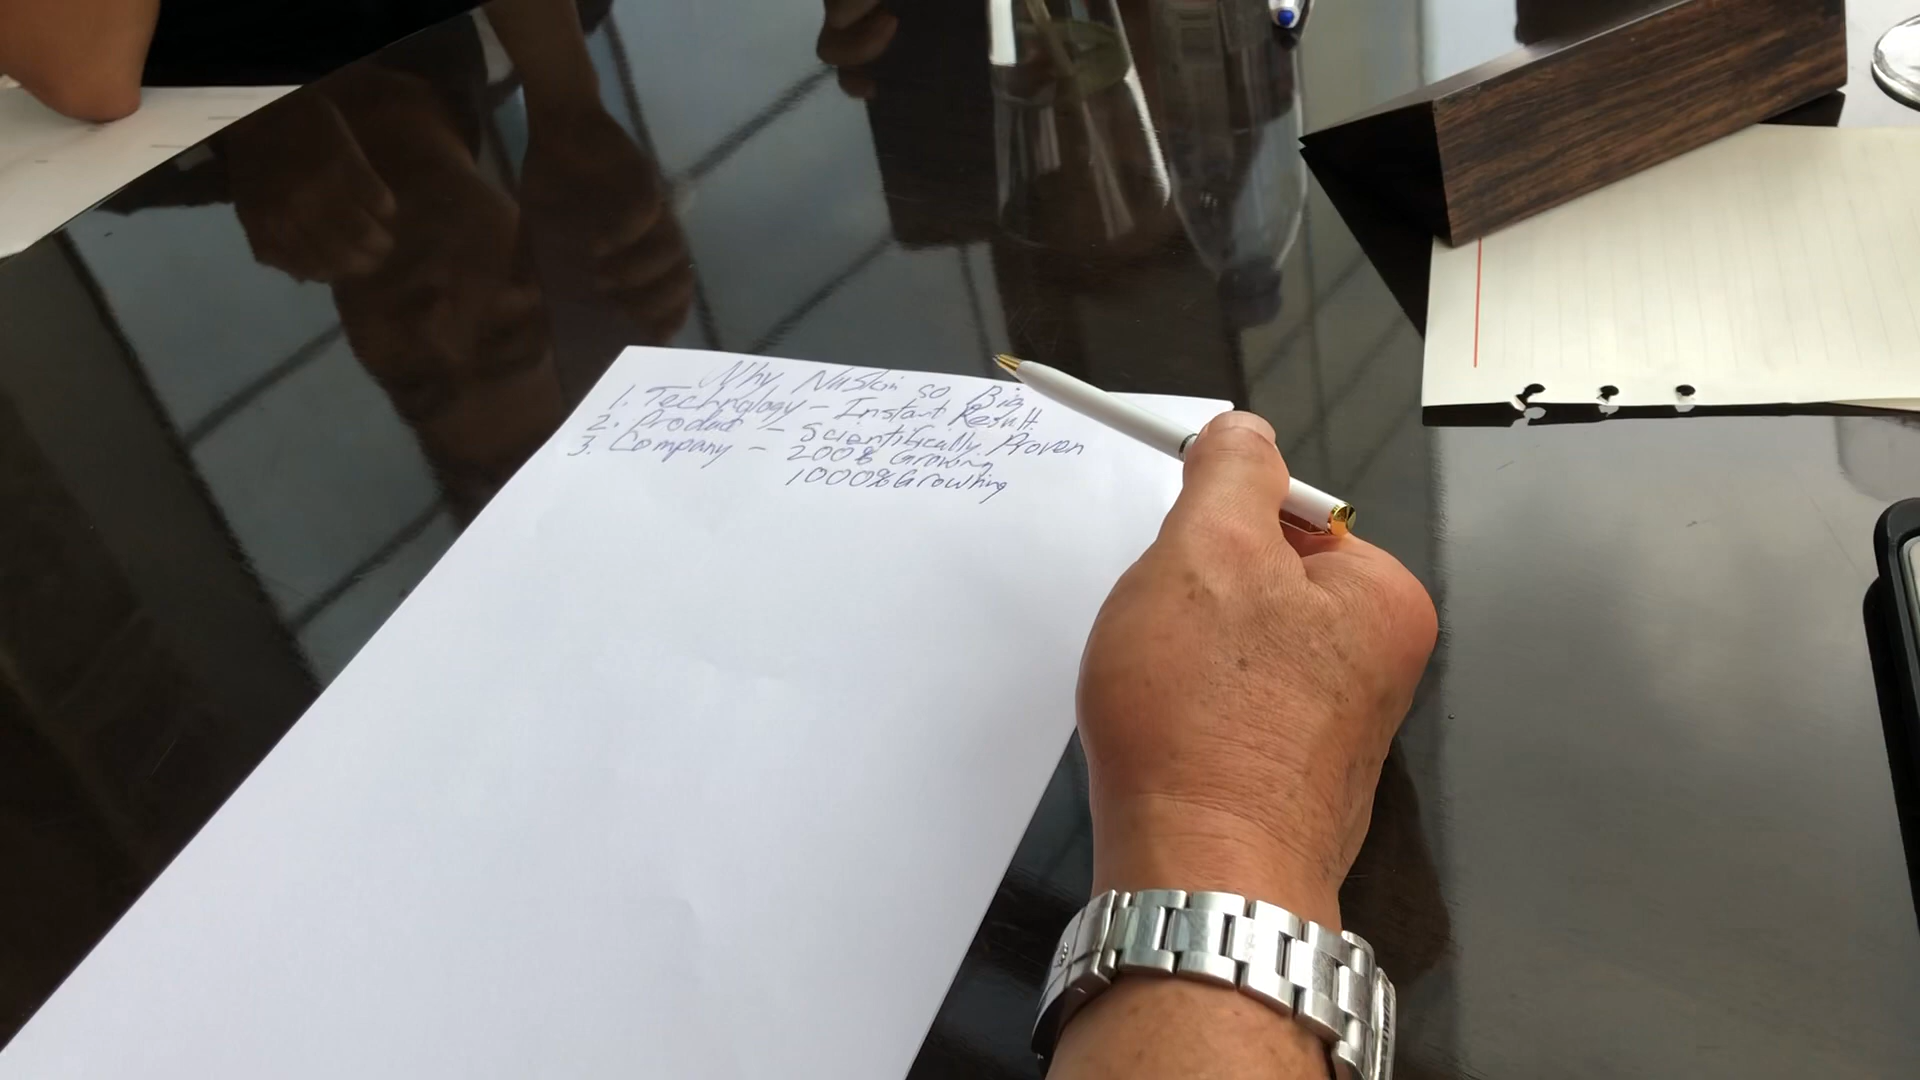 Why NuSkin so Big
1. Technology - Instant Result.
2. Product - Scientifically Proven
3. Company - 200% Growing
1000% Growing